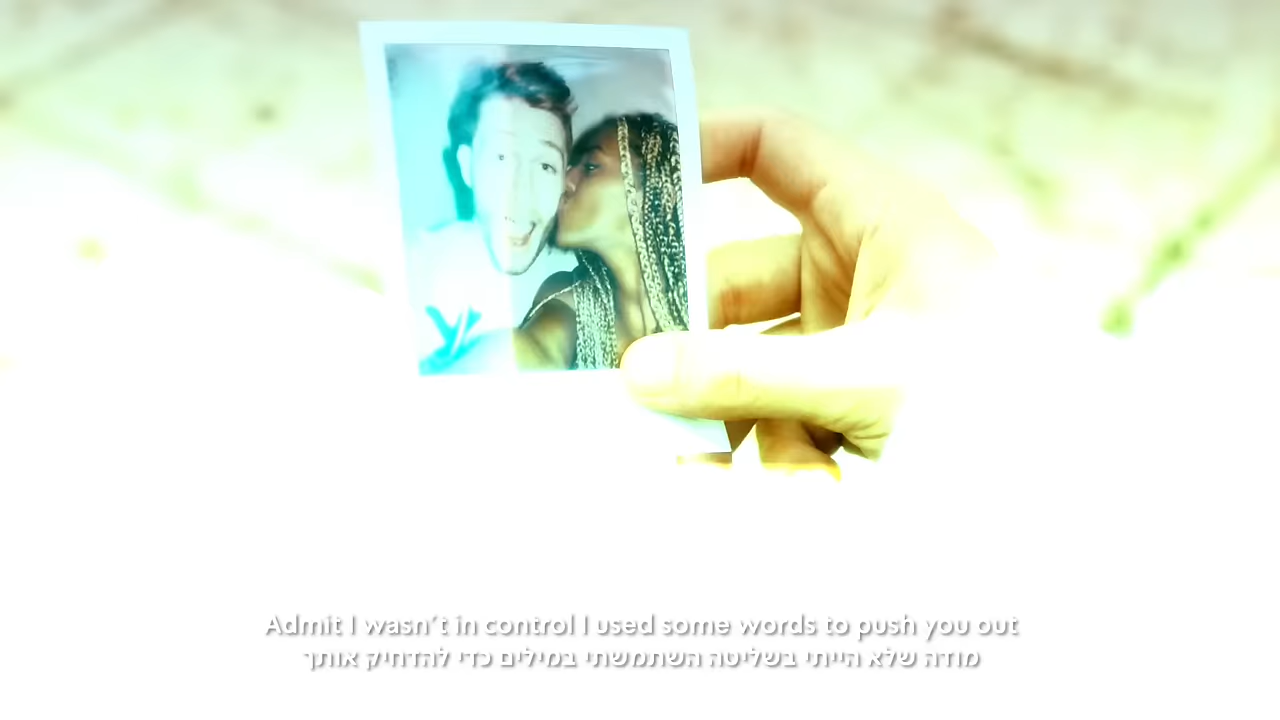 Admit I wasn't in control I used some words to push you out
מודה שלא הייתי בשליטה השתמשתי במילים כדי להדחיק אותך